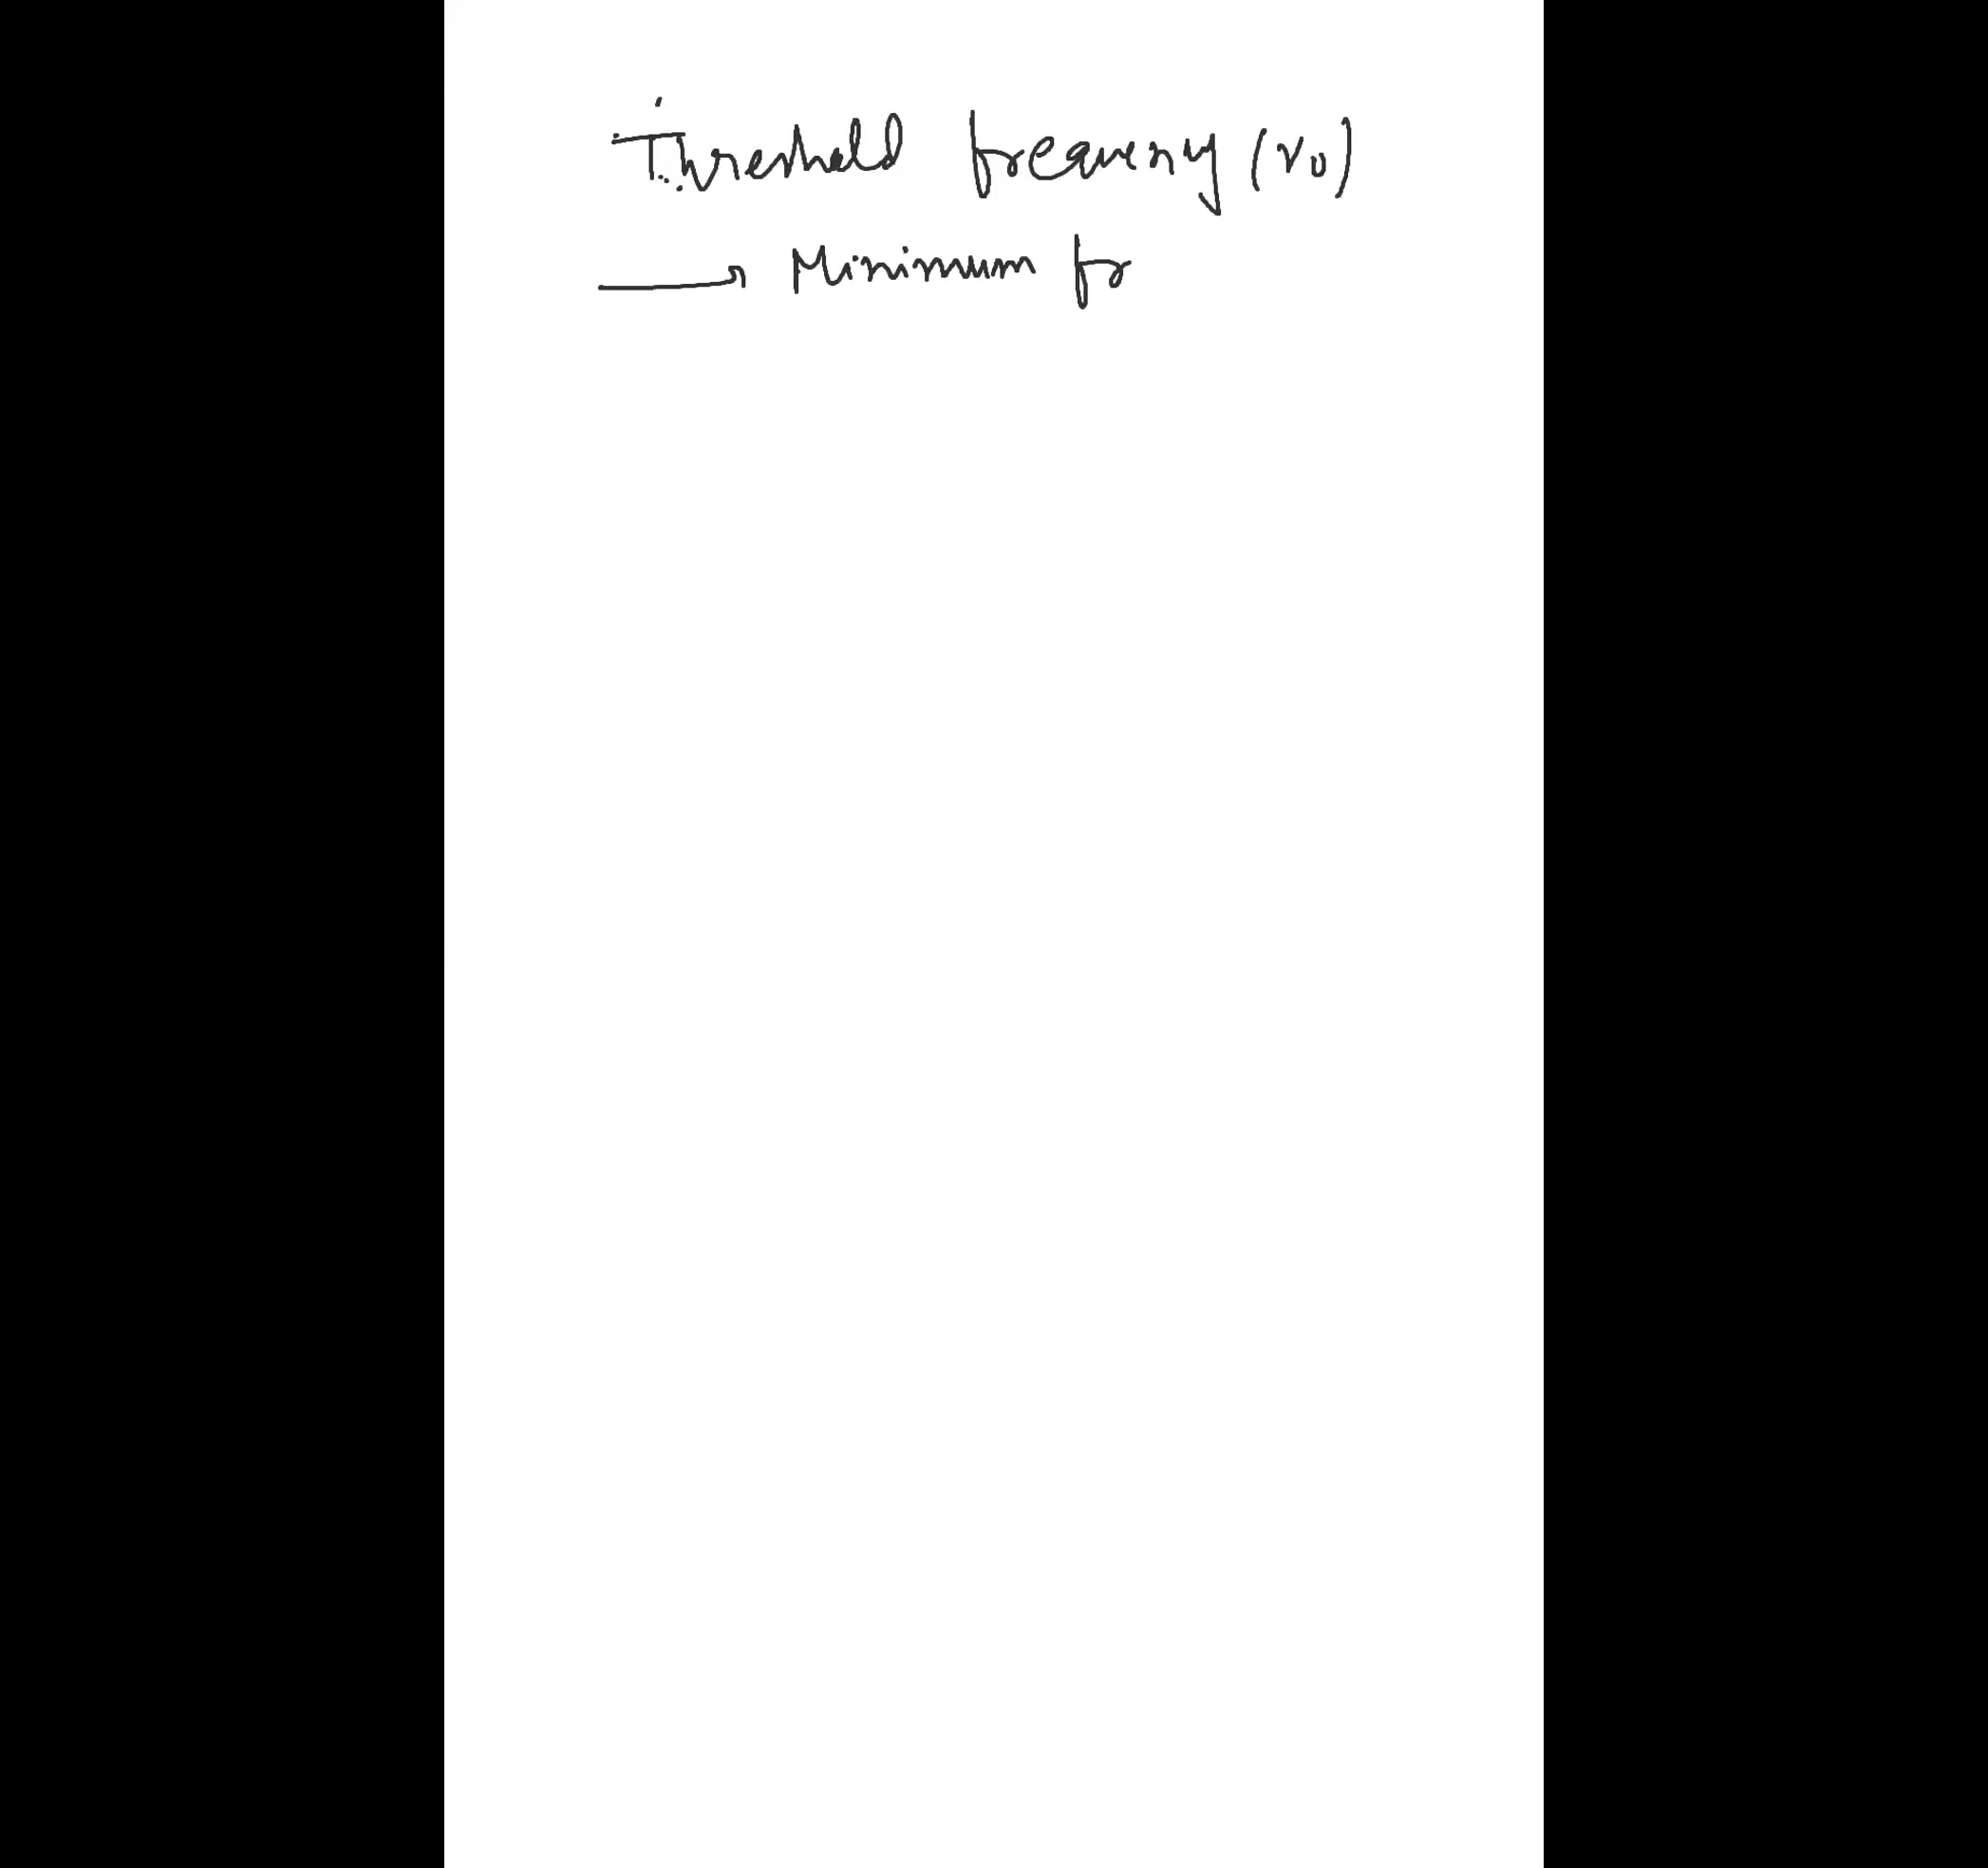 Threshold frequency (ν₀)
→ Minimum fr